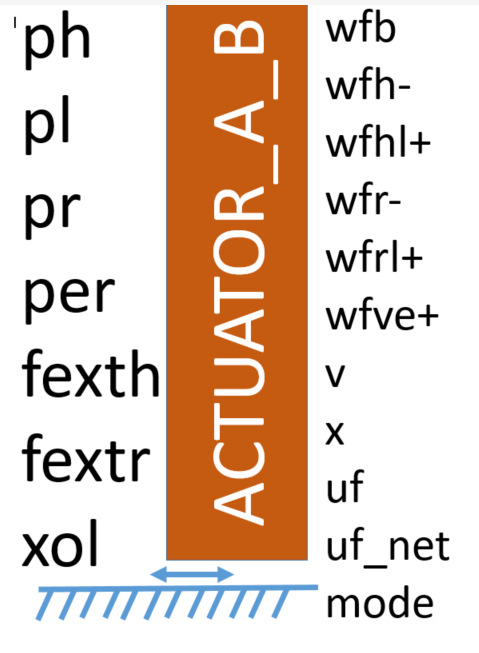 ph
pl
pr
per
fexth
fextr
xol
ACTUATOR_A_B
wfb
wfh-
wfhl+
wfr-
wfrl+
wfve+
v
x
uf
uf_net
mode